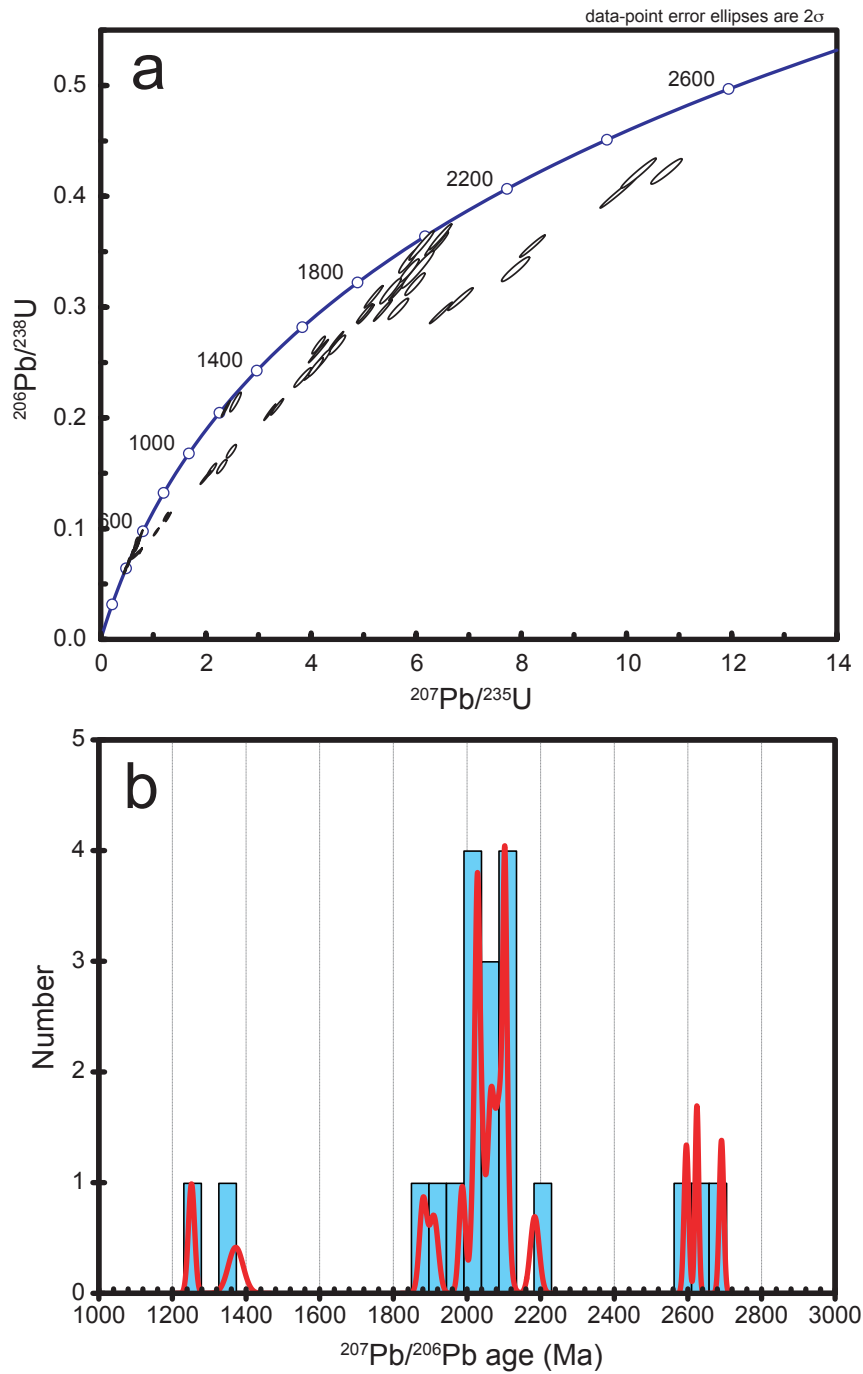 data-point error ellipses are 2σ
a
0.5
0.4
0.3
0.2
0.1
0.0
²⁰⁶Pb/²³⁸U
2600
2200
1800
1400
1000
600
0 2 4 6 8 10 12 14
²⁰⁷Pb/²³⁵U
b
5
4
3
2
1
0
Number
1000 1200 1400 1600 1800 2000 2200 2400 2600 2800 3000
²⁰⁷Pb/²⁰⁶Pb age (Ma)